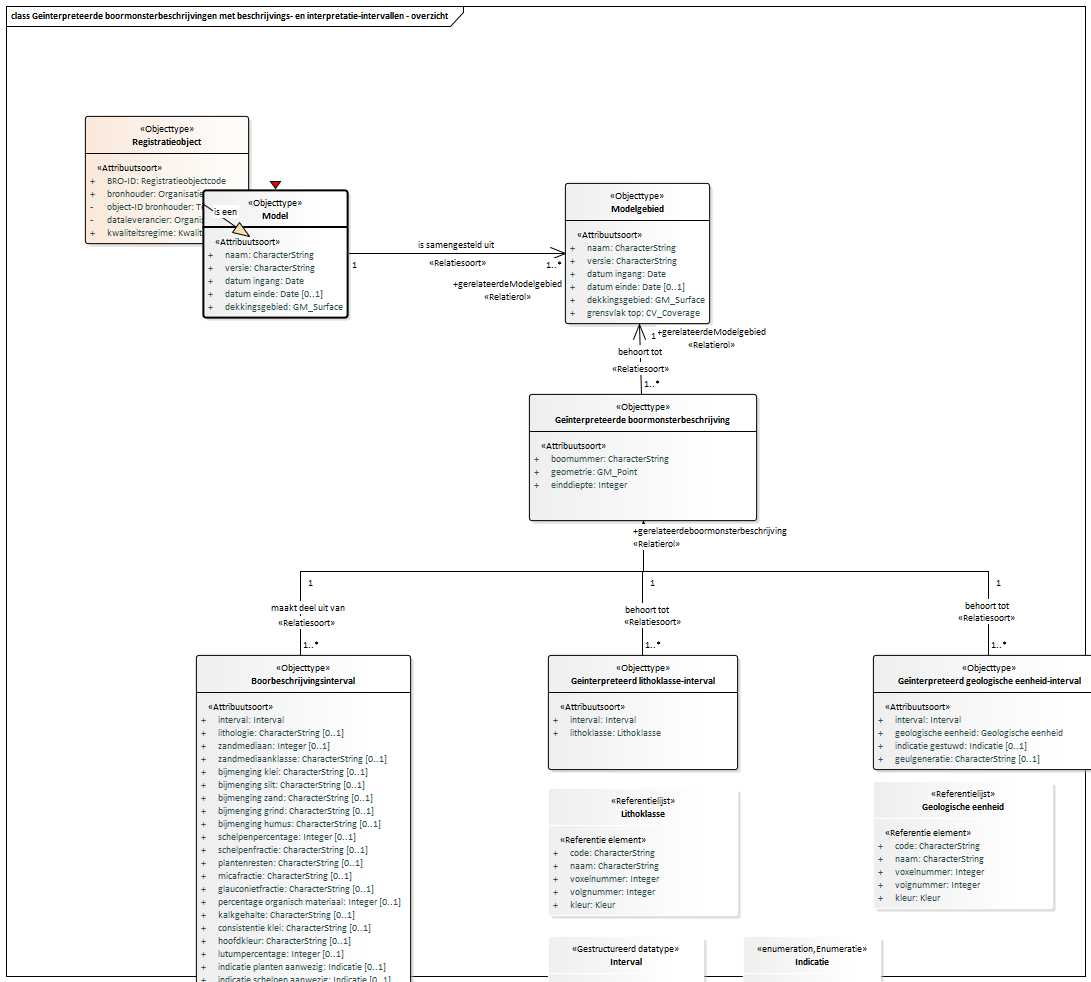 class Geïnterpreteerde boormonsterbeschrijvingen met beschrijvings- en interpretatie-intervallen - overzicht
«Objecttype»
Registratieobject
«Attribuutsoort»
+ BRO-ID: Registratieobjectcode
+ bronhouder: Organisatie
- object-ID bronhouder:
- dataleverancier:
+ kwaliteitsregime:
is een
«Objecttype»
Model
«Attribuutsoort»
+ naam: CharacterString
+ versie: CharacterString
+ datum ingang: Date
+ datum einde: Date [0..1]
+ dekkingsgebied: GM_Surface
is samengesteld uit
«Relatiesoort»
1
1..*
+gerelateerdeModelgebied
«Relatierol»
«Objecttype»
Modelgebied
«Attribuutsoort»
+ naam: CharacterString
+ versie: CharacterString
+ datum ingang: Date
+ datum einde: Date [0..1]
+ dekkingsgebied: GM_Surface
+ grensvlak top: CV_Coverage
1
+gerelateerdeModelgebied
«Relatierol»
behoort tot
«Relatiesoort»
1..*
«Objecttype»
Geïnterpreteerde boormonsterbeschrijving
«Attribuutsoort»
+ boornummer: CharacterString
+ geometrie: GM_Point
+ einddiepte: Integer
+gerelateerdeboormonsterbeschrijving
«Relatierol»
1
maakt deel uit van
«Relatiesoort»
1..*
1
behoort tot
«Relatiesoort»
1..*
1
behoort tot
«Relatiesoort»
1..*
«Objecttype»
Boorbeschrijvingsinterval
«Attribuutsoort»
+ interval: Interval
+ lithologie: CharacterString [0..1]
+ zandmediaan: Integer [0..1]
+ zandmediaanklasse: CharacterString [0..1]
+ bijmenging klei: CharacterString [0..1]
+ bijmenging silt: CharacterString [0..1]
+ bijmenging zand: CharacterString [0..1]
+ bijmenging grind: CharacterString [0..1]
+ bijmenging humus: CharacterString [0..1]
+ schelpenpercentage: Integer [0..1]
+ schelpenfractie: CharacterString [0..1]
+ plantenresten: CharacterString [0..1]
+ micafractie: CharacterString [0..1]
+ glauconietfractie: CharacterString [0..1]
+ percentage organisch materiaal: Integer [0..1]
+ kalkgehalte: CharacterString [0..1]
+ consistentie klei: CharacterString [0..1]
+ hoofdkleur: CharacterString [0..1]
+ lutumpercentage: Integer [0..1]
+ indicatie planten aanwezig: Indicatie [0..1]
+ indicatie schelpen aanwezig: Indicatie [0..1]
«Objecttype»
Geïnterpreteerd lithoklasse-interval
«Attribuutsoort»
+ interval: Interval
+ lithoklasse: Lithoklasse
«Objecttype»
Geïnterpreteerd geologische eenheid-interval
«Attribuutsoort»
+ interval: Interval
+ geologische eenheid: Geologische eenheid
+ indicatie gestuwd: Indicatie [0..1]
+ geulgeneratie: CharacterString [0..1]
«Referentielijst»
Lithoklasse
«Referentie element»
+ code: CharacterString
+ naam: CharacterString
+ voxelnummer: Integer
+ volgnummer: Integer
+ kleur: Kleur
«Referentielijst»
Geologische eenheid
«Referentie element»
+ code: CharacterString
+ naam: CharacterString
+ voxelnummer: Integer
+ volgnummer: Integer
+ kleur: Kleur
«Gestructureerd datatype»
Interval
«enumeration,Enumeratie»
Indicatie